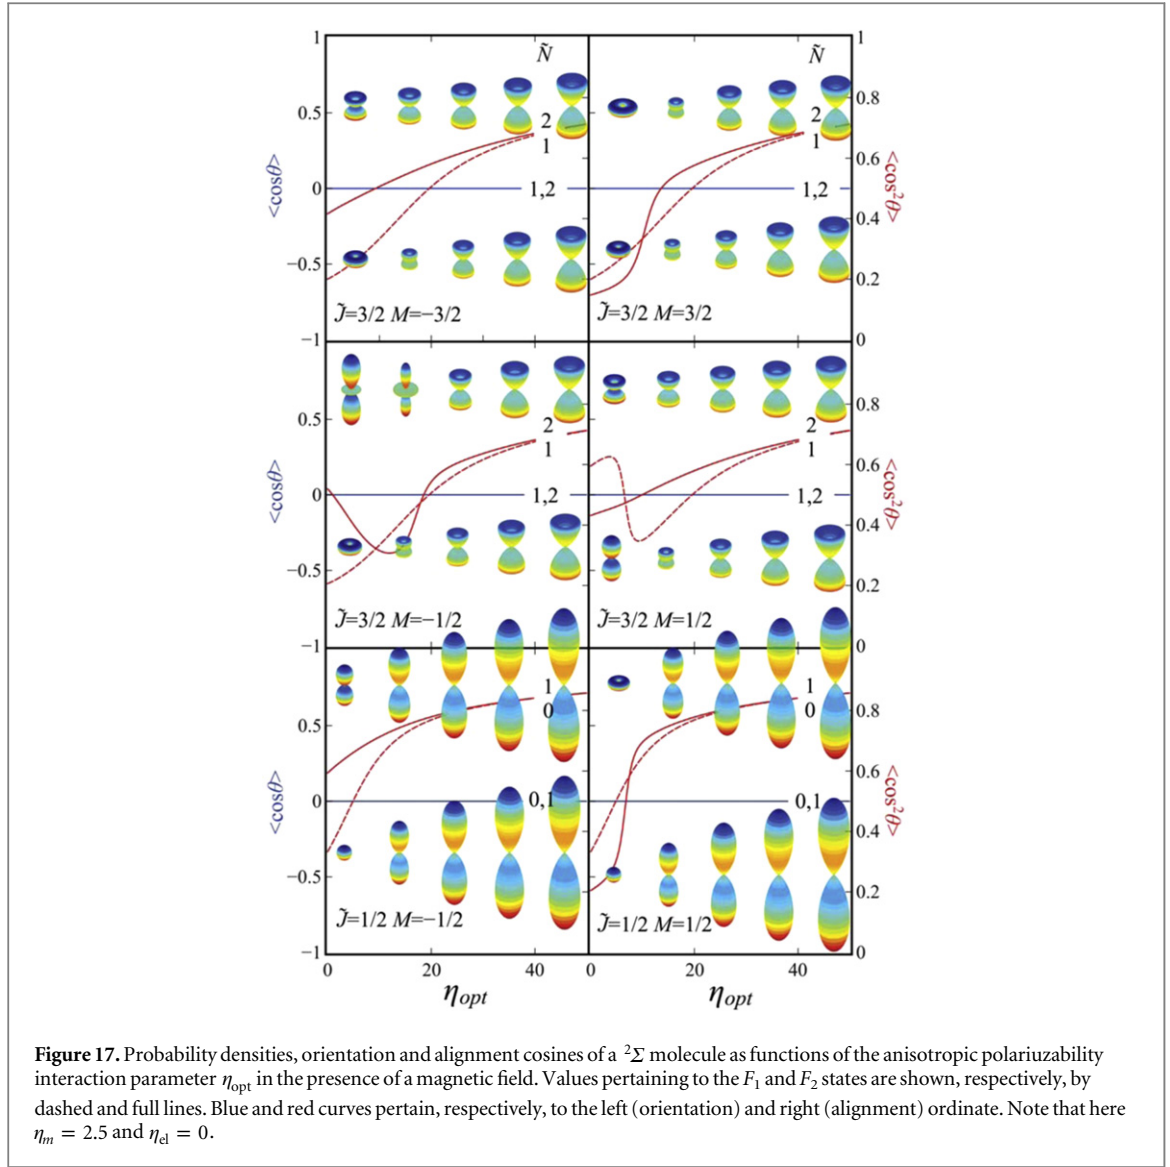 1
Ñ
Ñ
1
0.5
2
1
2
1
0.8
0.6
<cosθ>
0
1,2
1,2
<cos²θ>
0.4
−0.5
0.2
J̃=3/2 M=−3/2
J̃=3/2 M=3/2
−1
0
0.5
2
1
2
1
0.8
0.6
<cosθ>
0
1,2
1,2
<cos²θ>
0.4
−0.5
0.2
J̃=3/2 M=−1/2
J̃=3/2 M=1/2
−1
0
0.5
1
0
1
0
0.8
0.6
<cosθ>
0
0,1
0,1
<cos²θ>
0.4
−0.5
0.2
J̃=1/2 M=−1/2
J̃=1/2 M=1/2
−1
0
0 20 40 0 20 40
ηopt ηopt
Figure 17. Probability densities, orientation and alignment cosines of a ²Σ molecule as functions of the anisotropic polariuzability
interaction parameter ηopt in the presence of a magnetic field. Values pertaining to the F₁ and F₂ states are shown, respectively, by
dashed and full lines. Blue and red curves pertain, respectively, to the left (orientation) and right (alignment) ordinate. Note that here
ηm = 2.5 and ηel = 0.